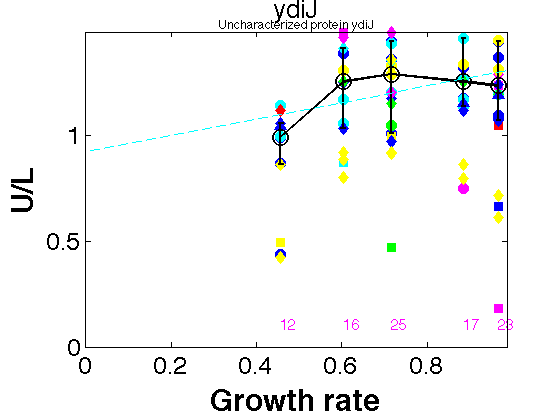 ydiJ
Uncharacterized protein ydiJ
U/L
1
0.5
0
12 16 25 17 23
0 0.2 0.4 0.6 0.8
Growth rate